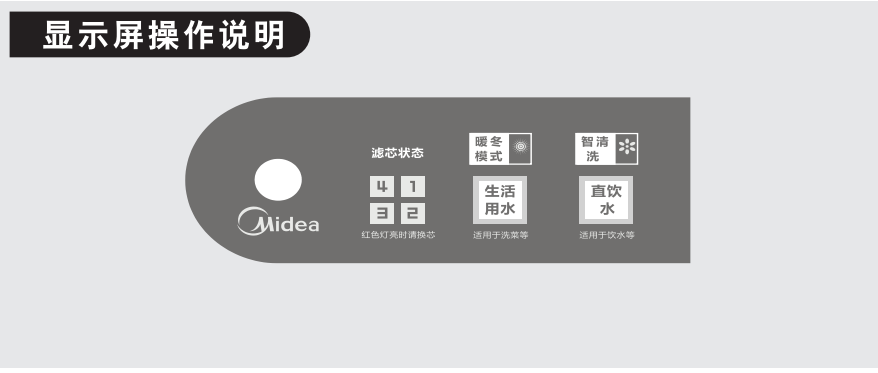 显示屏操作说明
滤芯状态
4 1
3 2
红色灯亮时请换芯
暖冬
模式
生活
用水
适用于洗菜等
智清
洗
直饮
水
适用于饮水等
Midea